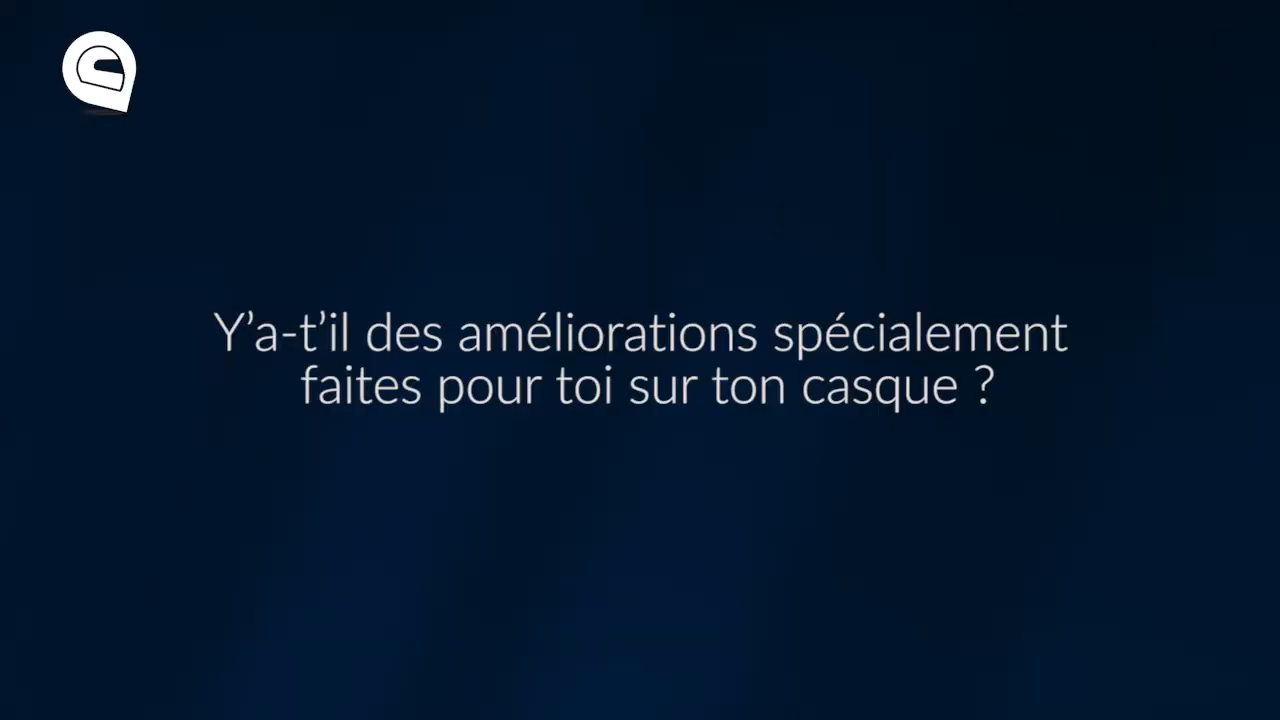 Y’a-t’il des améliorations spécialement
faites pour toi sur ton casque ?